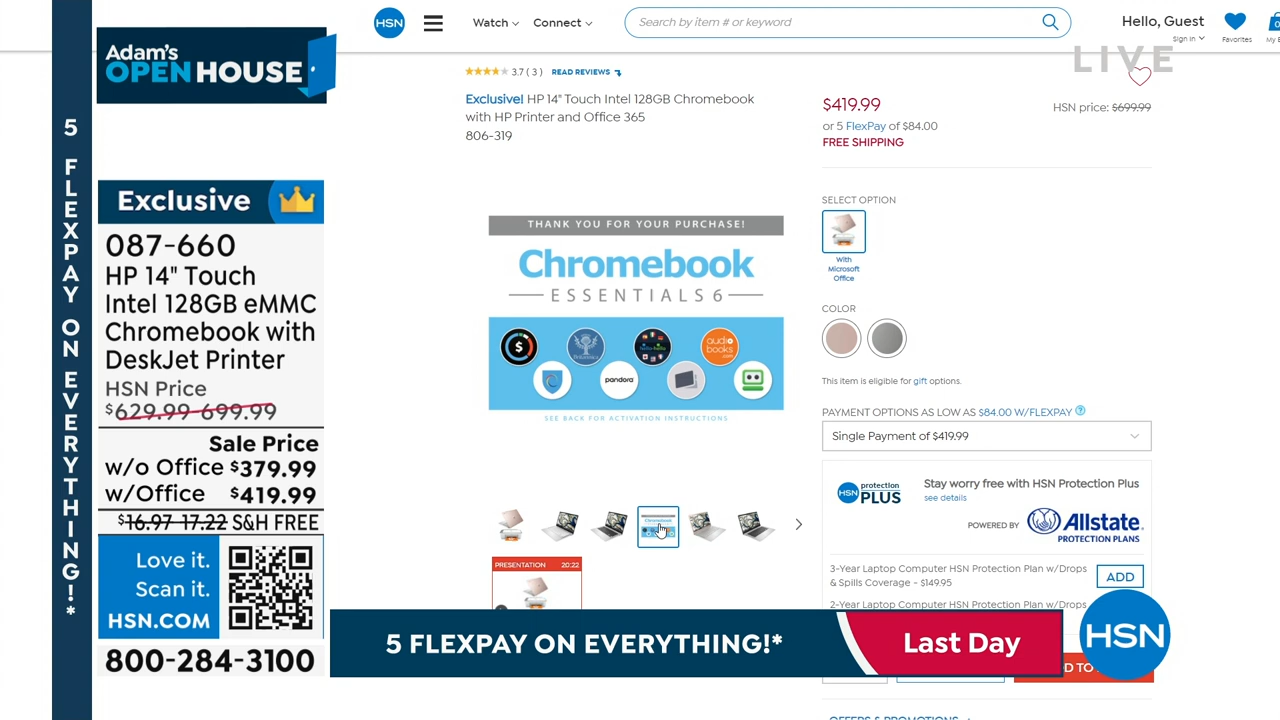 5 FLEXPAY ON EVERYTHING!*
Adam's
OPEN HOUSE
Exclusive
087-660
HP 14" Touch
Intel 128GB eMMC
Chromebook with
DeskJet Printer
HSN Price
$629.99-699.99
Sale Price
w/o Office $379.99
w/Office $419.99
$16.97-17.22 S&H FREE
Love it.
Scan it.
HSN.COM
800-284-3100
HSN
Watch
Connect
Search by item # or keyword
Hello, Guest
Sign In
Favorites
LIVE
3.7 ( 3 ) READ REVIEWS
Exclusive! HP 14" Touch Intel 128GB Chromebook
with HP Printer and Office 365
806-319
THANK YOU FOR YOUR PURCHASE!
Chromebook
ESSENTIALS 6
audio
books
.com
pandora
SEE BACK FOR ACTIVATION INSTRUCTIONS
PRESENTATION 20:22
$419.99
HSN price: $699.99
or 5 FlexPay of $84.00
FREE SHIPPING
SELECT OPTION
With
Microsoft
Office
COLOR
This item is eligible for gift options.
PAYMENT OPTIONS AS LOW AS $84.00 W/FLEXPAY
Single Payment of $419.99
HSN protection PLUS
Stay worry free with HSN Protection Plus
see details
POWERED BY Allstate
PROTECTION PLANS
3-Year Laptop Computer HSN Protection Plan w/Drops
& Spills Coverage - $149.95
ADD
2-Year Laptop Computer HSN Protection Plan w/Drops
5 FLEXPAY ON EVERYTHING!*
Last Day
HSN